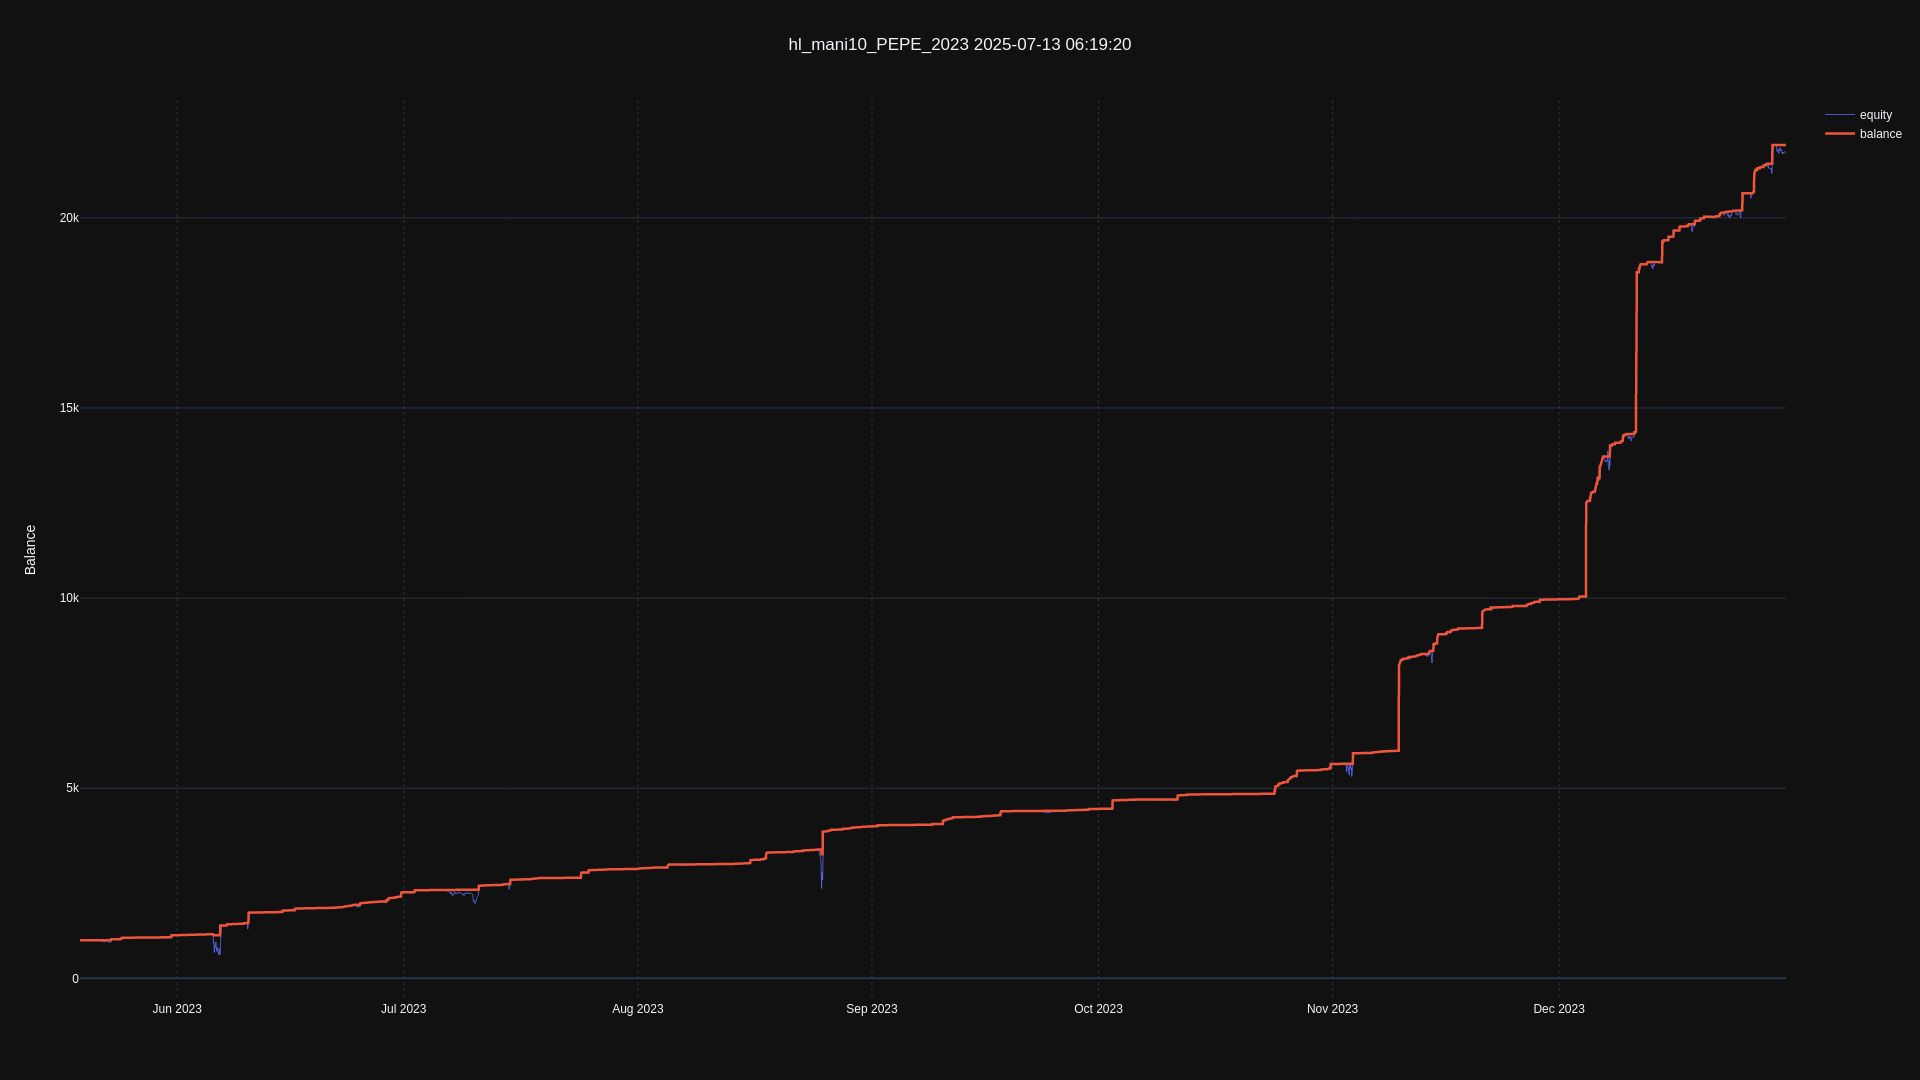 hl_mani10_PEPE_2023 2025-07-13 06:19:20
equity
balance
Balance
20k
15k
10k
5k
0
Jun 2023
Jul 2023
Aug 2023
Sep 2023
Oct 2023
Nov 2023
Dec 2023